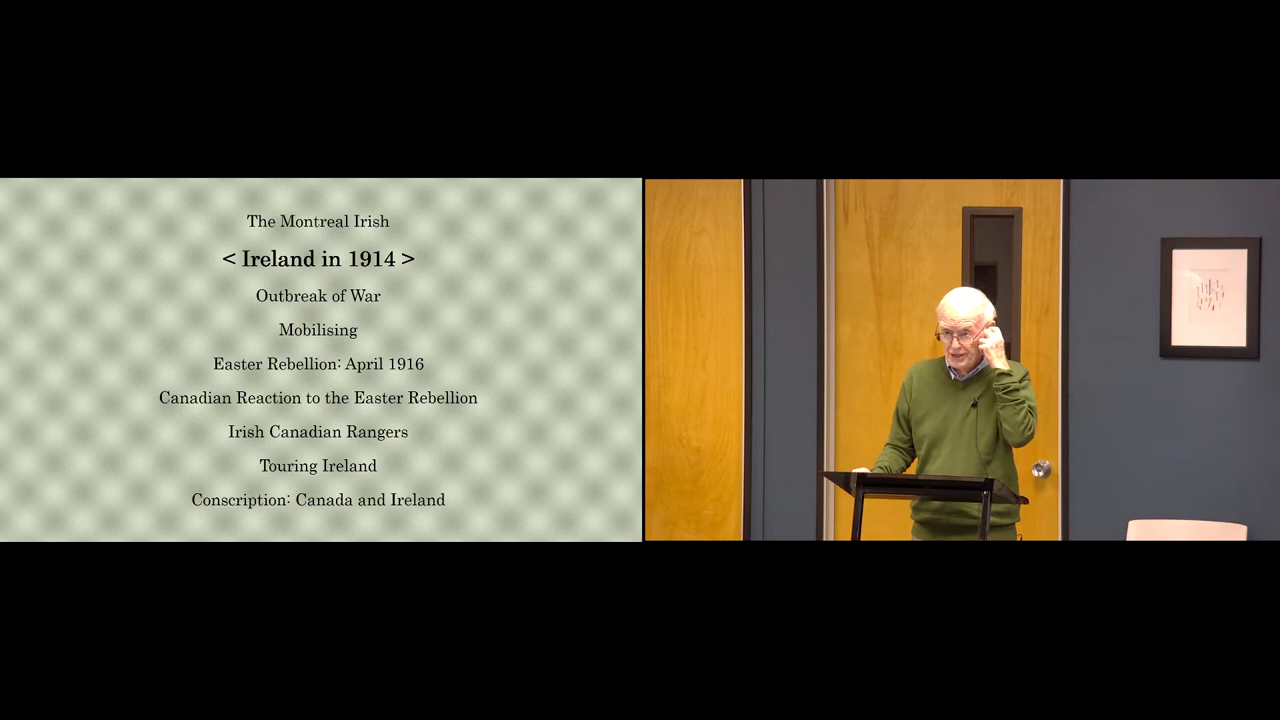 The Montreal Irish
< Ireland in 1914 >
Outbreak of War
Mobilising
Easter Rebellion: April 1916
Canadian Reaction to the Easter Rebellion
Irish Canadian Rangers
Touring Ireland
Conscription: Canada and Ireland